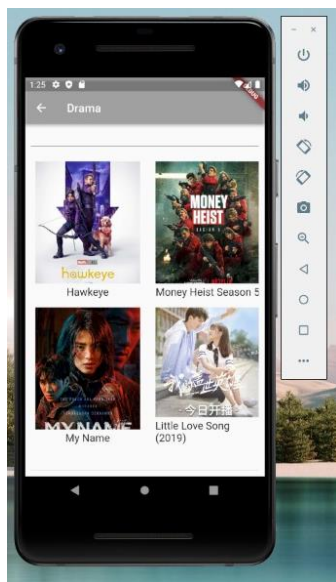 1:25
DEBUG
Drama
hawkeye
MONEY
HEIST
Hawkeye
Money Heist Season 5
MY NAME
今日开播
My Name
Little Love Song
(2019)